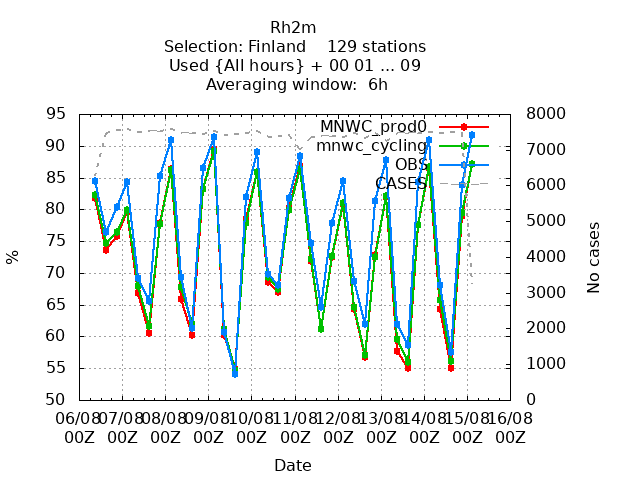 Rh2m
Selection: Finland    129 stations
Used {All hours} + 00 01 ... 09
Averaging window:  6h
95
90
85
80
75
70
65
60
55
50
8000
7000
6000
5000
4000
3000
2000
1000
0
MNWC_prod0
mnwc_cycling
OBS
CASES
%
No cases
06/08 07/08 08/08 09/08 10/08 11/08 12/08 13/08 14/08 15/08 16/08
00Z 00Z 00Z 00Z 00Z 00Z 00Z 00Z 00Z 00Z 00Z
Date